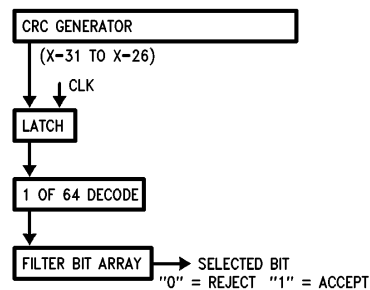 CRC GENERATOR
(X-31 TO X-26)
CLK
LATCH
1 OF 64 DECODE
FILTER BIT ARRAY
SELECTED BIT
"0" = REJECT "1" = ACCEPT